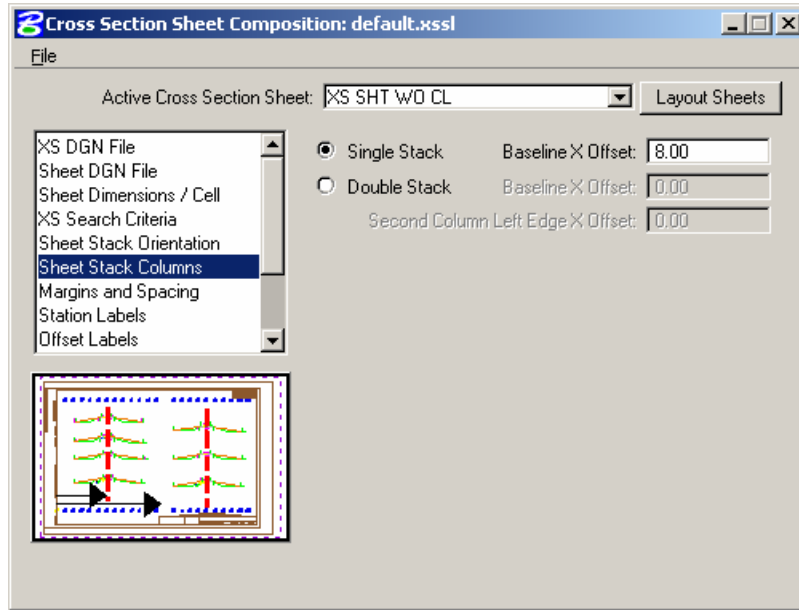 Cross Section Sheet Composition: default.xssl
File
Active Cross Section Sheet: XS SHT WO CL Layout Sheets
XS DGN File
Sheet DGN File
Sheet Dimensions / Cell
XS Search Criteria
Sheet Stack Orientation
Sheet Stack Columns
Margins and Spacing
Station Labels
Offset Labels
Single Stack Baseline X Offset: 8.00
Double Stack Baseline X Offset: 0.00
Second Column Left Edge X Offset: 0.00